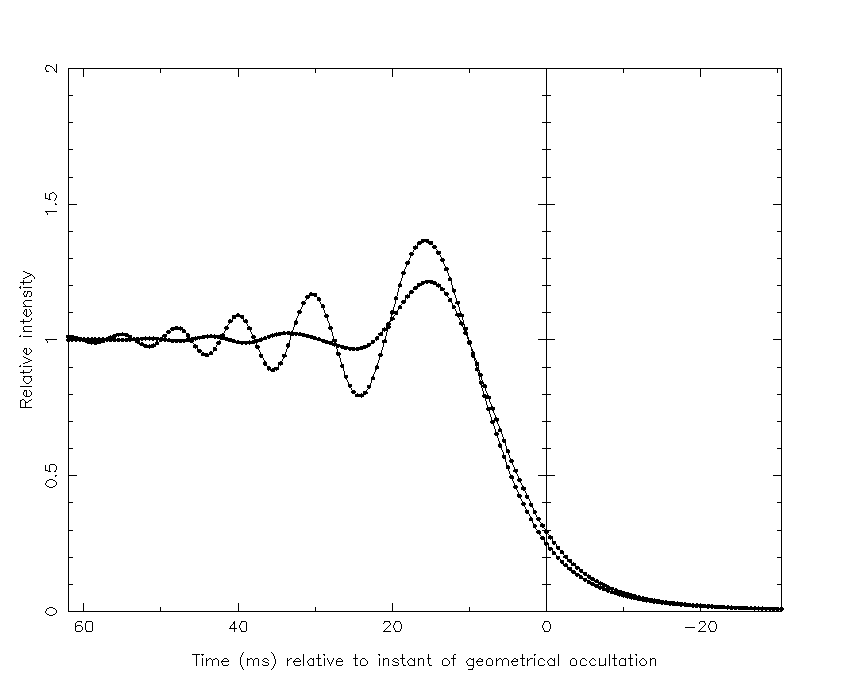 2
1.5
1
0.5
0
Relative intensity
60 40 20 0 −20
Time (ms) relative to instant of geometrical occultation